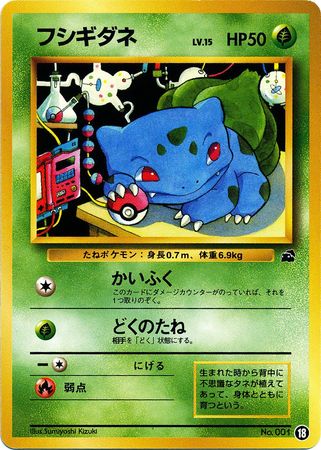 フシギダネ LV.15 HP50
たねポケモン：身長0.7m、体重6.9kg
かいふく
このカードにダメージカウンターがのっていれば、それを
1つ取りのぞく。
どくのたね
相手を「どく」状態にする。
にげる
弱点
生まれた時から背中に
不思議なタネが植えて
あって、身体とともに
育つという。
Illus.Sumiyoshi Kizuki No. 001 18